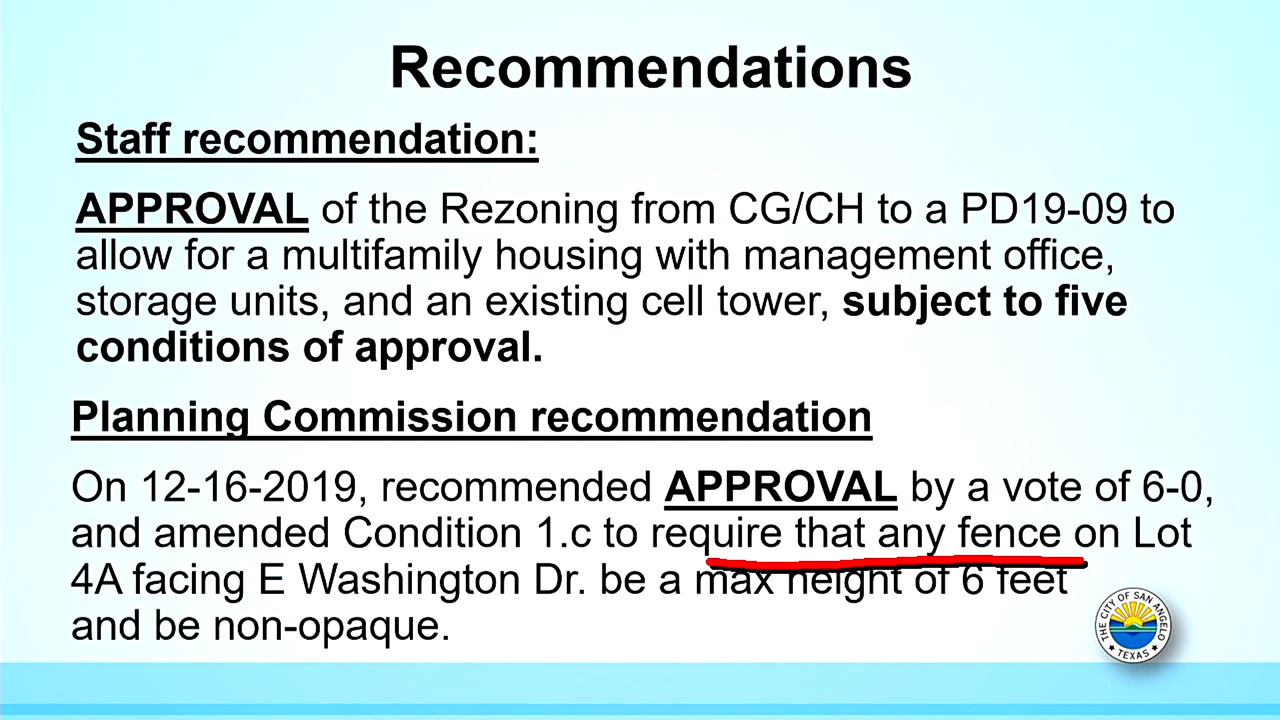 Recommendations
Staff recommendation:
APPROVAL of the Rezoning from CG/CH to a PD19-09 to
allow for a multifamily housing with management office,
storage units, and an existing cell tower, subject to five
conditions of approval.
Planning Commission recommendation
On 12-16-2019, recommended APPROVAL by a vote of 6-0,
and amended Condition 1.c to require that any fence on Lot
4A facing E Washington Dr. be a max height of 6 feet
and be non-opaque.
THE CITY OF SAN ANGELO
TEXAS